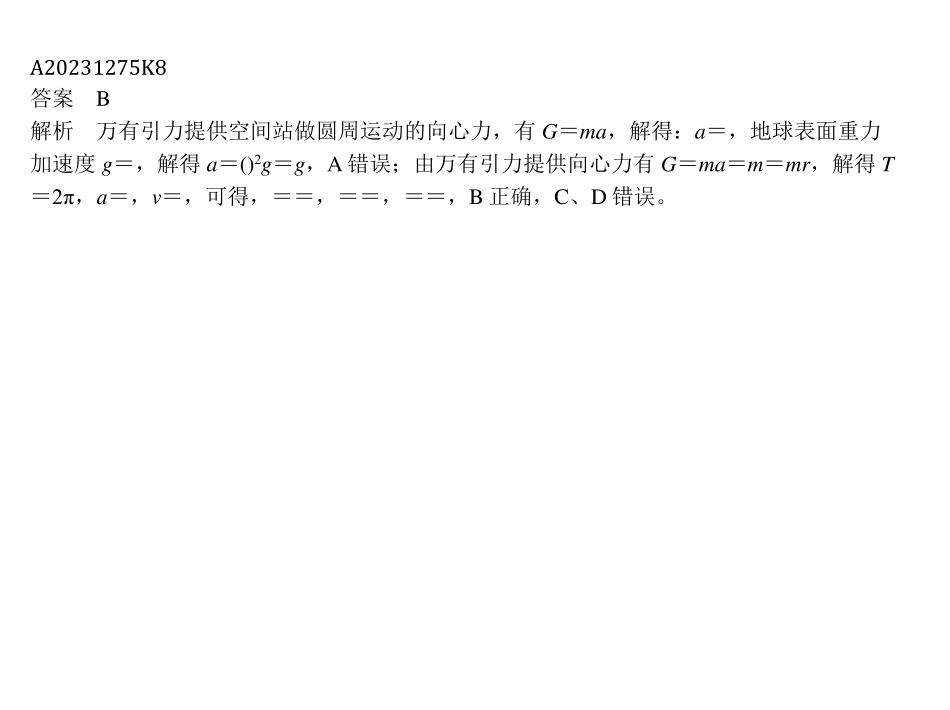 A20231275K8
答案　B
解析　万有引力提供空间站做圆周运动的向心力，有 G＝ma，解得：a＝，地球表面重力
加速度 g＝，解得 a＝()²g＝g，A 错误；由万有引力提供向心力有 G＝ma＝m＝mr，解得 T
＝2π，a＝，v＝，可得，＝＝，＝＝，＝＝，B 正确，C、D 错误。